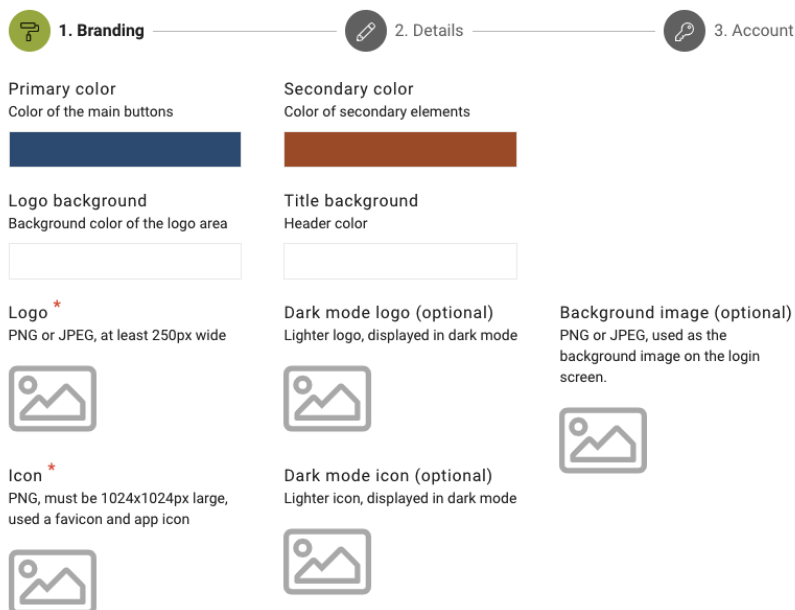 1. Branding
2. Details
3. Account
Primary color
Color of the main buttons
Secondary color
Color of secondary elements
Logo background
Background color of the logo area
Title background
Header color
Logo *
PNG or JPEG, at least 250px wide
Dark mode logo (optional)
Lighter logo, displayed in dark mode
Background image (optional)
PNG or JPEG, used as the
background image on the login
screen.
Icon *
PNG, must be 1024x1024px large,
used a favicon and app icon
Dark mode icon (optional)
Lighter icon, displayed in dark mode